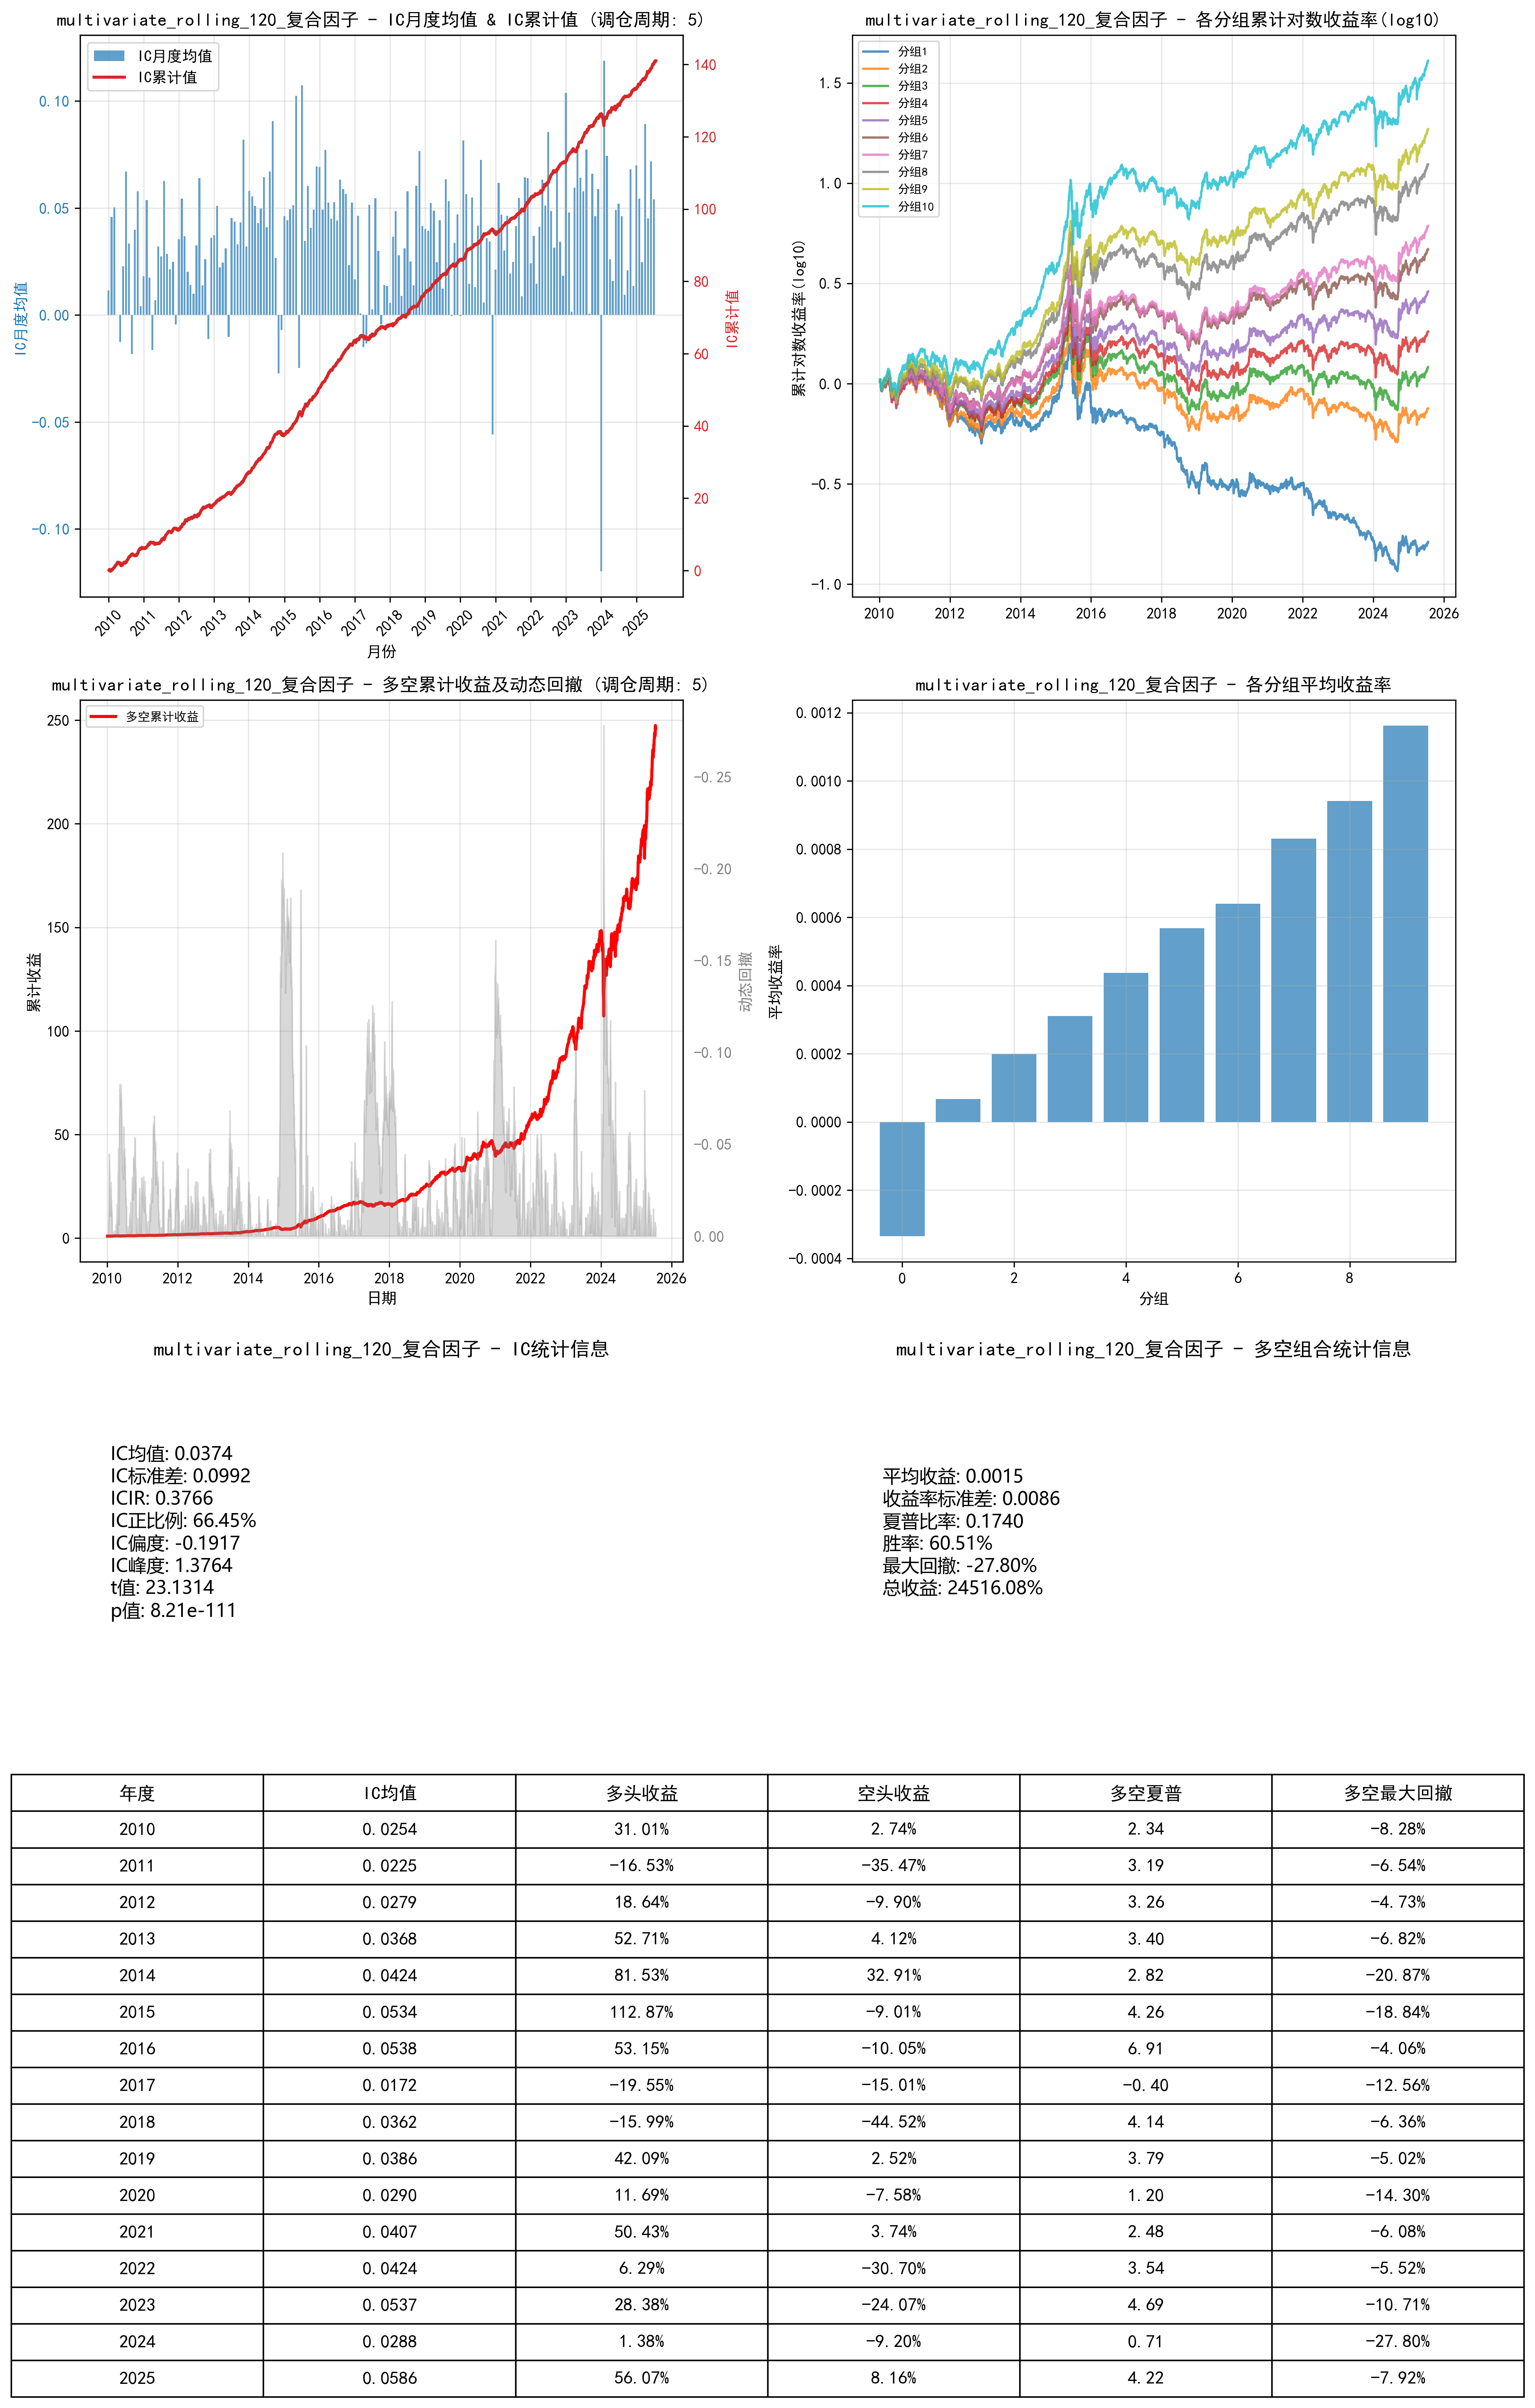 multivariate_rolling_120_复合因子 - IC月度均值 & IC累计值 (调仓周期: 5)
IC月度均值
IC累计值
0.10
0.05
0.00
-0.05
-0.10
IC月度均值
140
120
100
80
60
40
20
0
IC累计值
2010 2011 2012 2013 2014 2015 2016 2017 2018 2019 2020 2021 2022 2023 2024 2025
月份
multivariate_rolling_120_复合因子 - 各分组累计对数收益率(log10)
分组1
分组2
分组3
分组4
分组5
分组6
分组7
分组8
分组9
分组10
1.5
1.0
0.5
0.0
-0.5
-1.0
累计对数收益率(log10)
2010 2012 2014 2016 2018 2020 2022 2024 2026
multivariate_rolling_120_复合因子 - 多空累计收益及动态回撤 (调仓周期: 5)
多空累计收益
250
200
150
100
50
0
累计收益
-0.25
-0.20
-0.15
-0.10
-0.05
0.00
动态回撤
2010 2012 2014 2016 2018 2020 2022 2024 2026
日期
multivariate_rolling_120_复合因子 - 各分组平均收益率
0.0012
0.0010
0.0008
0.0006
0.0004
0.0002
0.0000
-0.0002
-0.0004
平均收益率
0 2 4 6 8
分组
multivariate_rolling_120_复合因子 - IC统计信息
IC均值: 0.0374
IC标准差: 0.0992
ICIR: 0.3766
IC正比例: 66.45%
IC偏度: -0.1917
IC峰度: 1.3764
t值: 23.1314
p值: 8.21e-111
multivariate_rolling_120_复合因子 - 多空组合统计信息
平均收益: 0.0015
收益率标准差: 0.0086
夏普比率: 0.1740
胜率: 60.51%
最大回撤: -27.80%
总收益: 24516.08%
年度 IC均值 多头收益 空头收益 多空夏普 多空最大回撤
2010 0.0254 31.01% 2.74% 2.34 -8.28%
2011 0.0225 -16.53% -35.47% 3.19 -6.54%
2012 0.0279 18.64% -9.90% 3.26 -4.73%
2013 0.0368 52.71% 4.12% 3.40 -6.82%
2014 0.0424 81.53% 32.91% 2.82 -20.87%
2015 0.0534 112.87% -9.01% 4.26 -18.84%
2016 0.0538 53.15% -10.05% 6.91 -4.06%
2017 0.0172 -19.55% -15.01% -0.40 -12.56%
2018 0.0362 -15.99% -44.52% 4.14 -6.36%
2019 0.0386 42.09% 2.52% 3.79 -5.02%
2020 0.0290 11.69% -7.58% 1.20 -14.30%
2021 0.0407 50.43% 3.74% 2.48 -6.08%
2022 0.0424 6.29% -30.70% 3.54 -5.52%
2023 0.0537 28.38% -24.07% 4.69 -10.71%
2024 0.0288 1.38% -9.20% 0.71 -27.80%
2025 0.0586 56.07% 8.16% 4.22 -7.92%